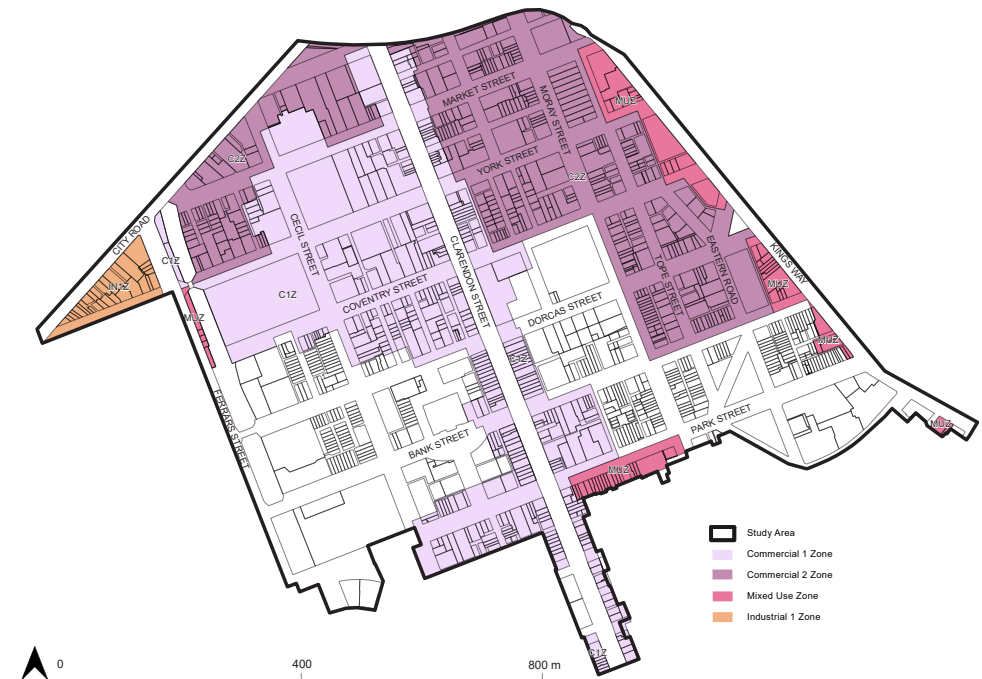 MARKET STREET
MORAY STREET
MUZ
YORK STREET
C2Z
C2Z
CITY ROAD
CECIL STREET
CLARENDON STREET
EASTERN ROAD
KINGS WAY
TOPE STREET
C1Z
IN1Z
C1Z
COVENTRY STREET
MUZ
MUZ
DORCAS STREET
MUZ
C1Z
FERRARS STREET
PARK STREET
MUZ
BANK STREET
MUZ
C1Z
Study Area
Commercial 1 Zone
Commercial 2 Zone
Mixed Use Zone
Industrial 1 Zone
0
400
800 m